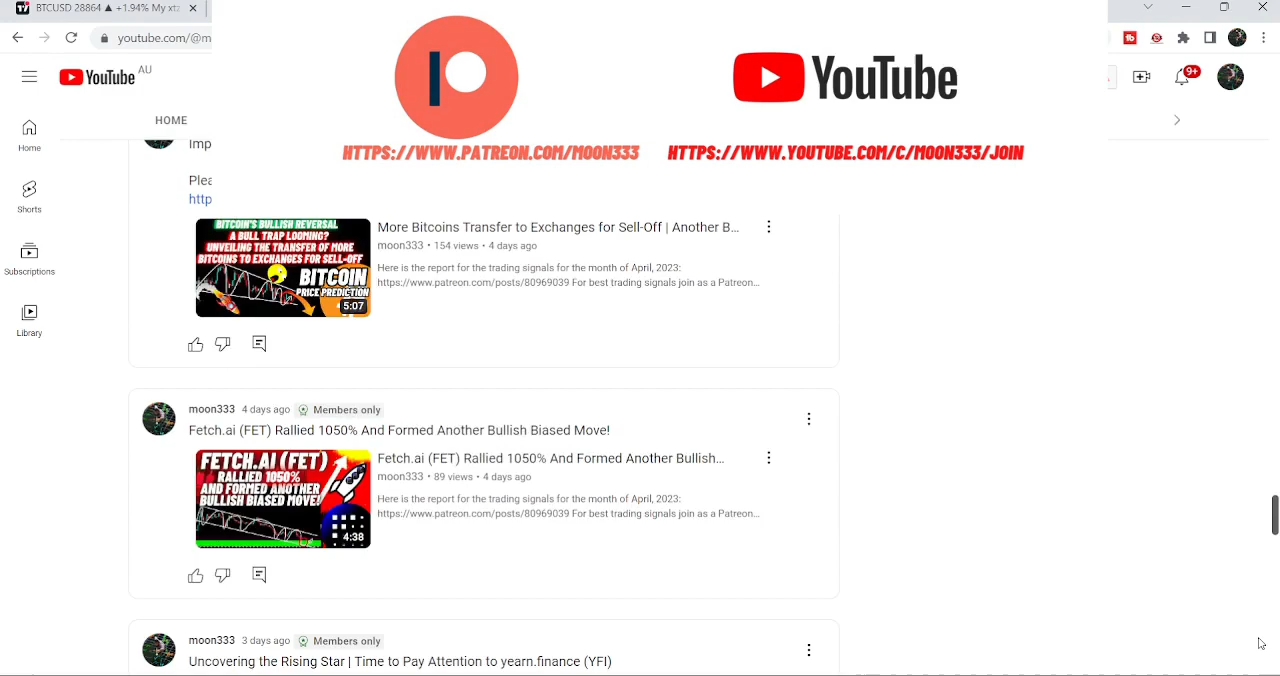 BTCUSD 28864 ▲ +1.94% My xta
youtube.com/@m
YouTube AU
9+
YouTube
HTTPS://WWW.PATREON.COM/MOON333
HTTPS://WWW.YOUTUBE.COM/C/MOON333/JOIN
HOME
Home
Shorts
Subscriptions
Library
Imp
Plea
http
BITCOIN'S BULLISH REVERSAL
A BULL TRAP LOOMING?
UNVEILING THE TRANSFER OF MORE
BITCOINS TO EXCHANGES FOR SELL-OFF
BITCOIN
PRICE PREDICTION
5:07
More Bitcoins Transfer to Exchanges for Sell-Off | Another B...
moon333 • 154 views • 4 days ago
Here is the report for the trading signals for the month of April, 2023:
https://www.patreon.com/posts/80969039 For best trading signals join as a Patreon...
moon333 4 days ago Members only
Fetch.ai (FET) Rallied 1050% And Formed Another Bullish Biased Move!
FETCH.AI (FET)
RALLIED 1050%
AND FORMED ANOTHER
BULLISH BIASED MOVE!
4:38
Fetch.ai (FET) Rallied 1050% And Formed Another Bullish...
moon333 • 89 views • 4 days ago
Here is the report for the trading signals for the month of April, 2023:
https://www.patreon.com/posts/80969039 For best trading signals join as a Patreon...
moon333 3 days ago Members only
Uncovering the Rising Star | Time to Pay Attention to yearn.finance (YFI)